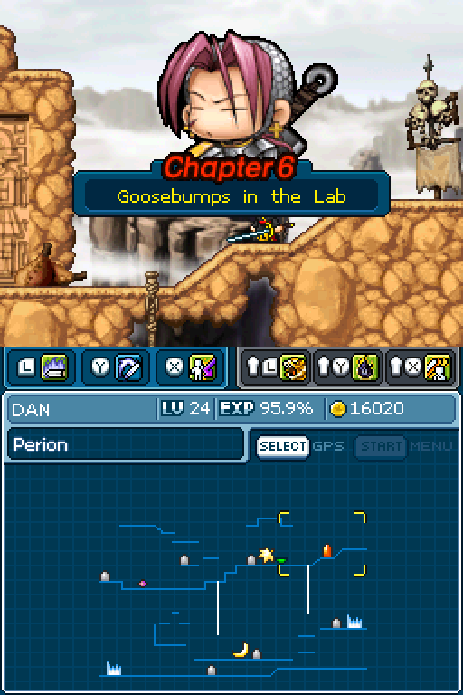 Chapter 6
Goosebumps in the Lab
L Y X L Y X
DAN LV 24 EXP 95.9% 16020
Perion SELECT GPS START MENU